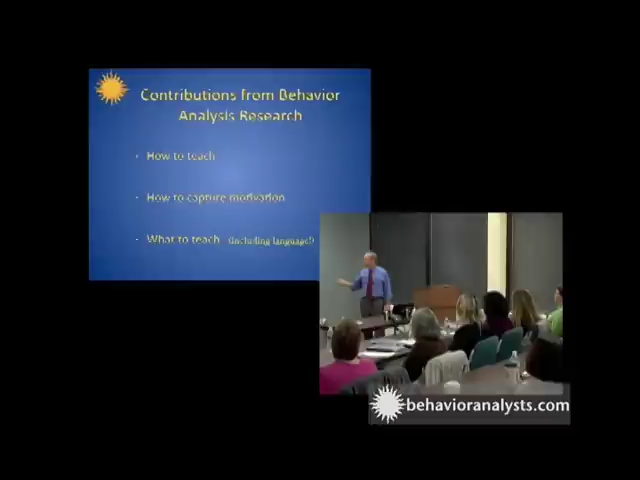 Contributions from Behavior
Analysis Research
· How to teach
· How to capture motivation
· What to teach (including language!)
behavioranalysts.com